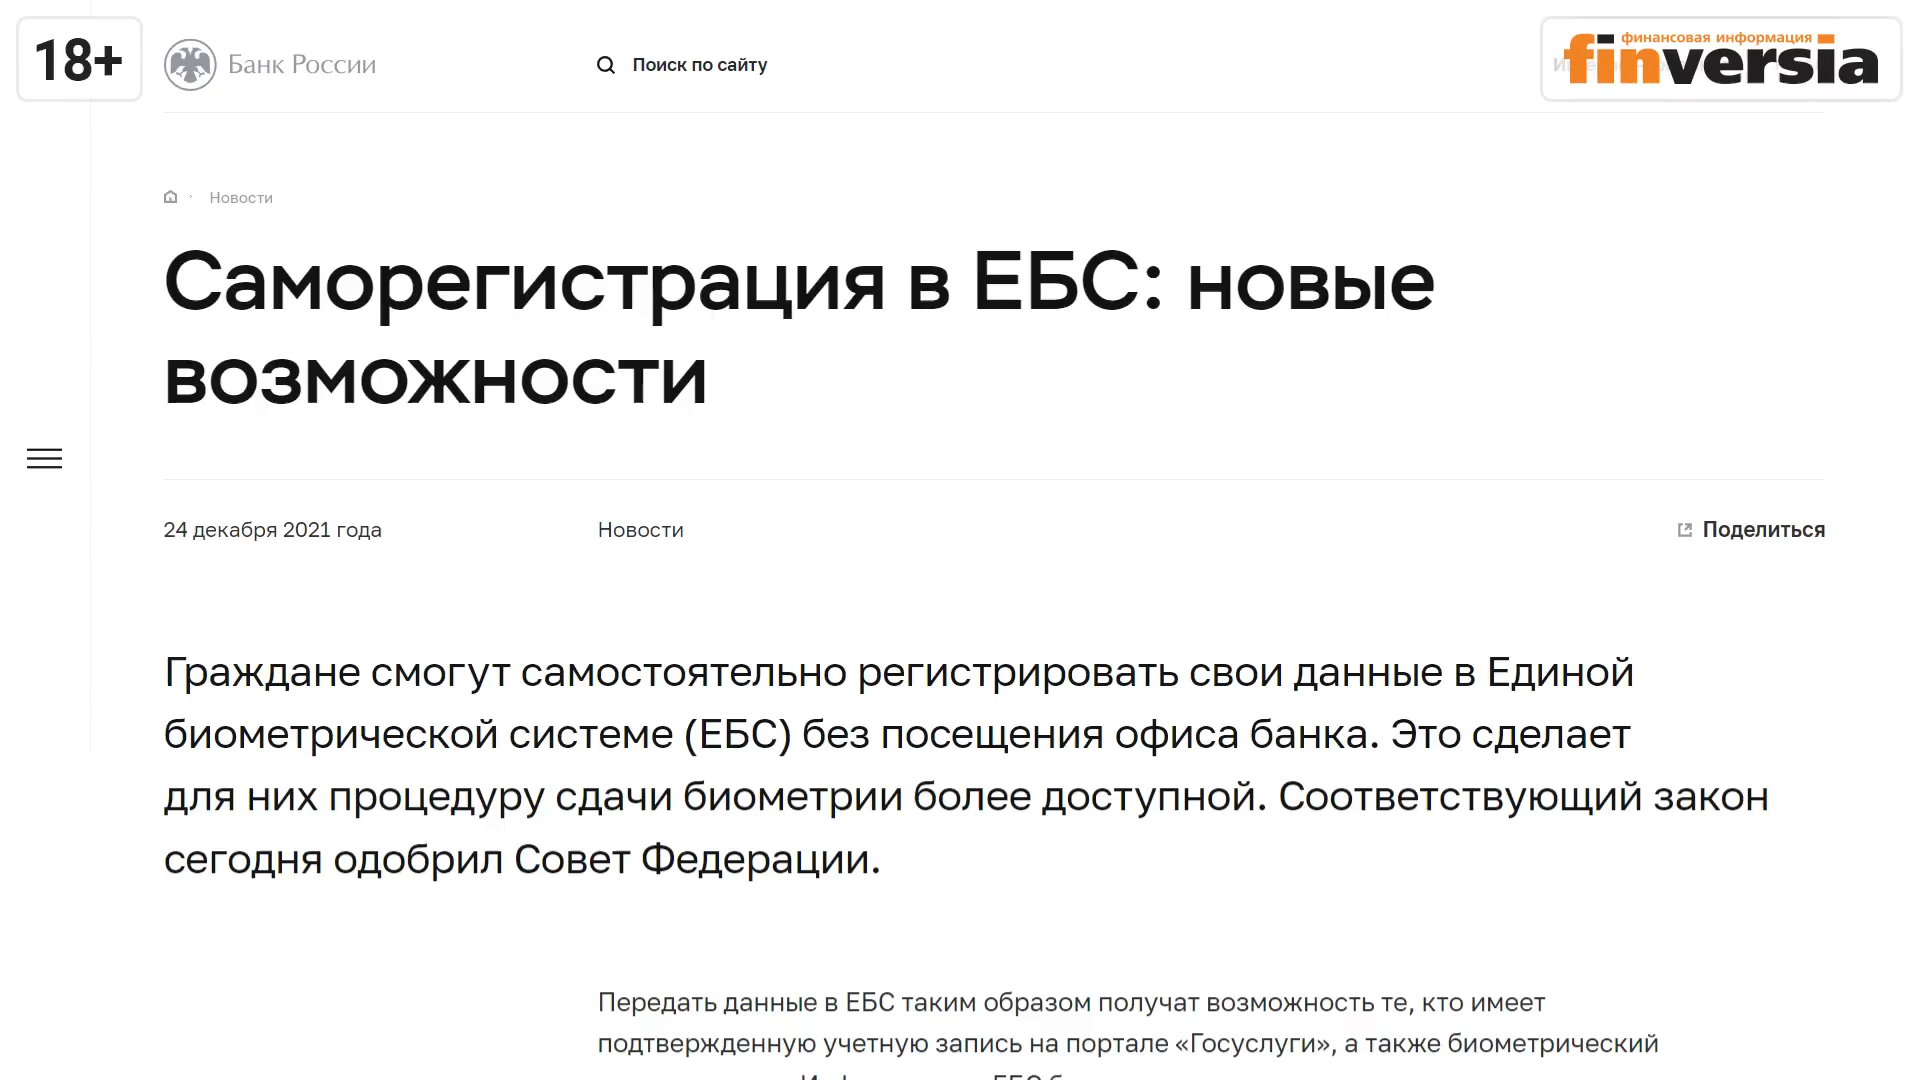 18+
Банк России
Поиск по сайту
финансовая информация
finversia
Новости
Саморегистрация в ЕБС: новые
возможности
24 декабря 2021 года
Новости
Поделиться
Граждане смогут самостоятельно регистрировать свои данные в Единой
биометрической системе (ЕБС) без посещения офиса банка. Это сделает
для них процедуру сдачи биометрии более доступной. Соответствующий закон
сегодня одобрил Совет Федерации.
Передать данные в ЕБС таким образом получат возможность те, кто имеет
подтвержденную учетную запись на портале «Госуслуги», а также биометрический